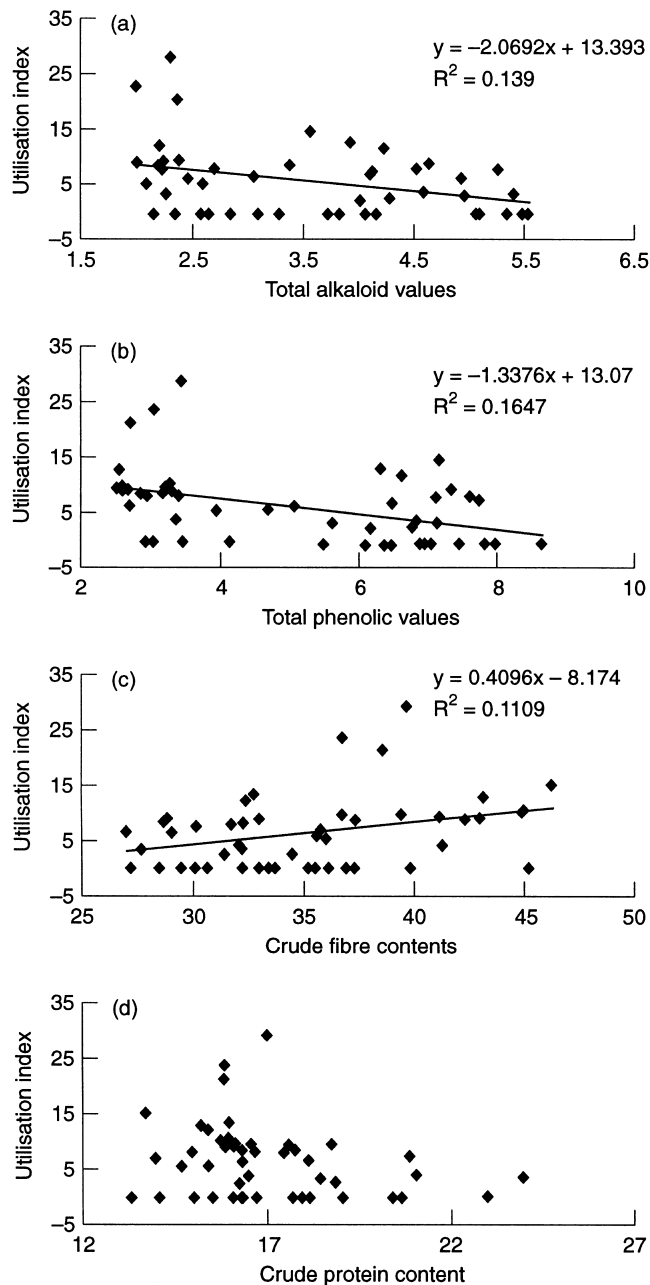 (a)
y = –2.0692x + 13.393
R² = 0.139
Utilisation index
35
25
15
5
–5
1.5 2.5 3.5 4.5 5.5 6.5
Total alkaloid values
(b)
y = –1.3376x + 13.07
R² = 0.1647
Utilisation index
35
25
15
5
–5
2 4 6 8 10
Total phenolic values
(c)
y = 0.4096x – 8.174
R² = 0.1109
Utilisation index
35
25
15
5
–5
25 30 35 40 45 50
Crude fibre contents
(d)
Utilisation index
35
25
15
5
–5
12 17 22 27
Crude protein content